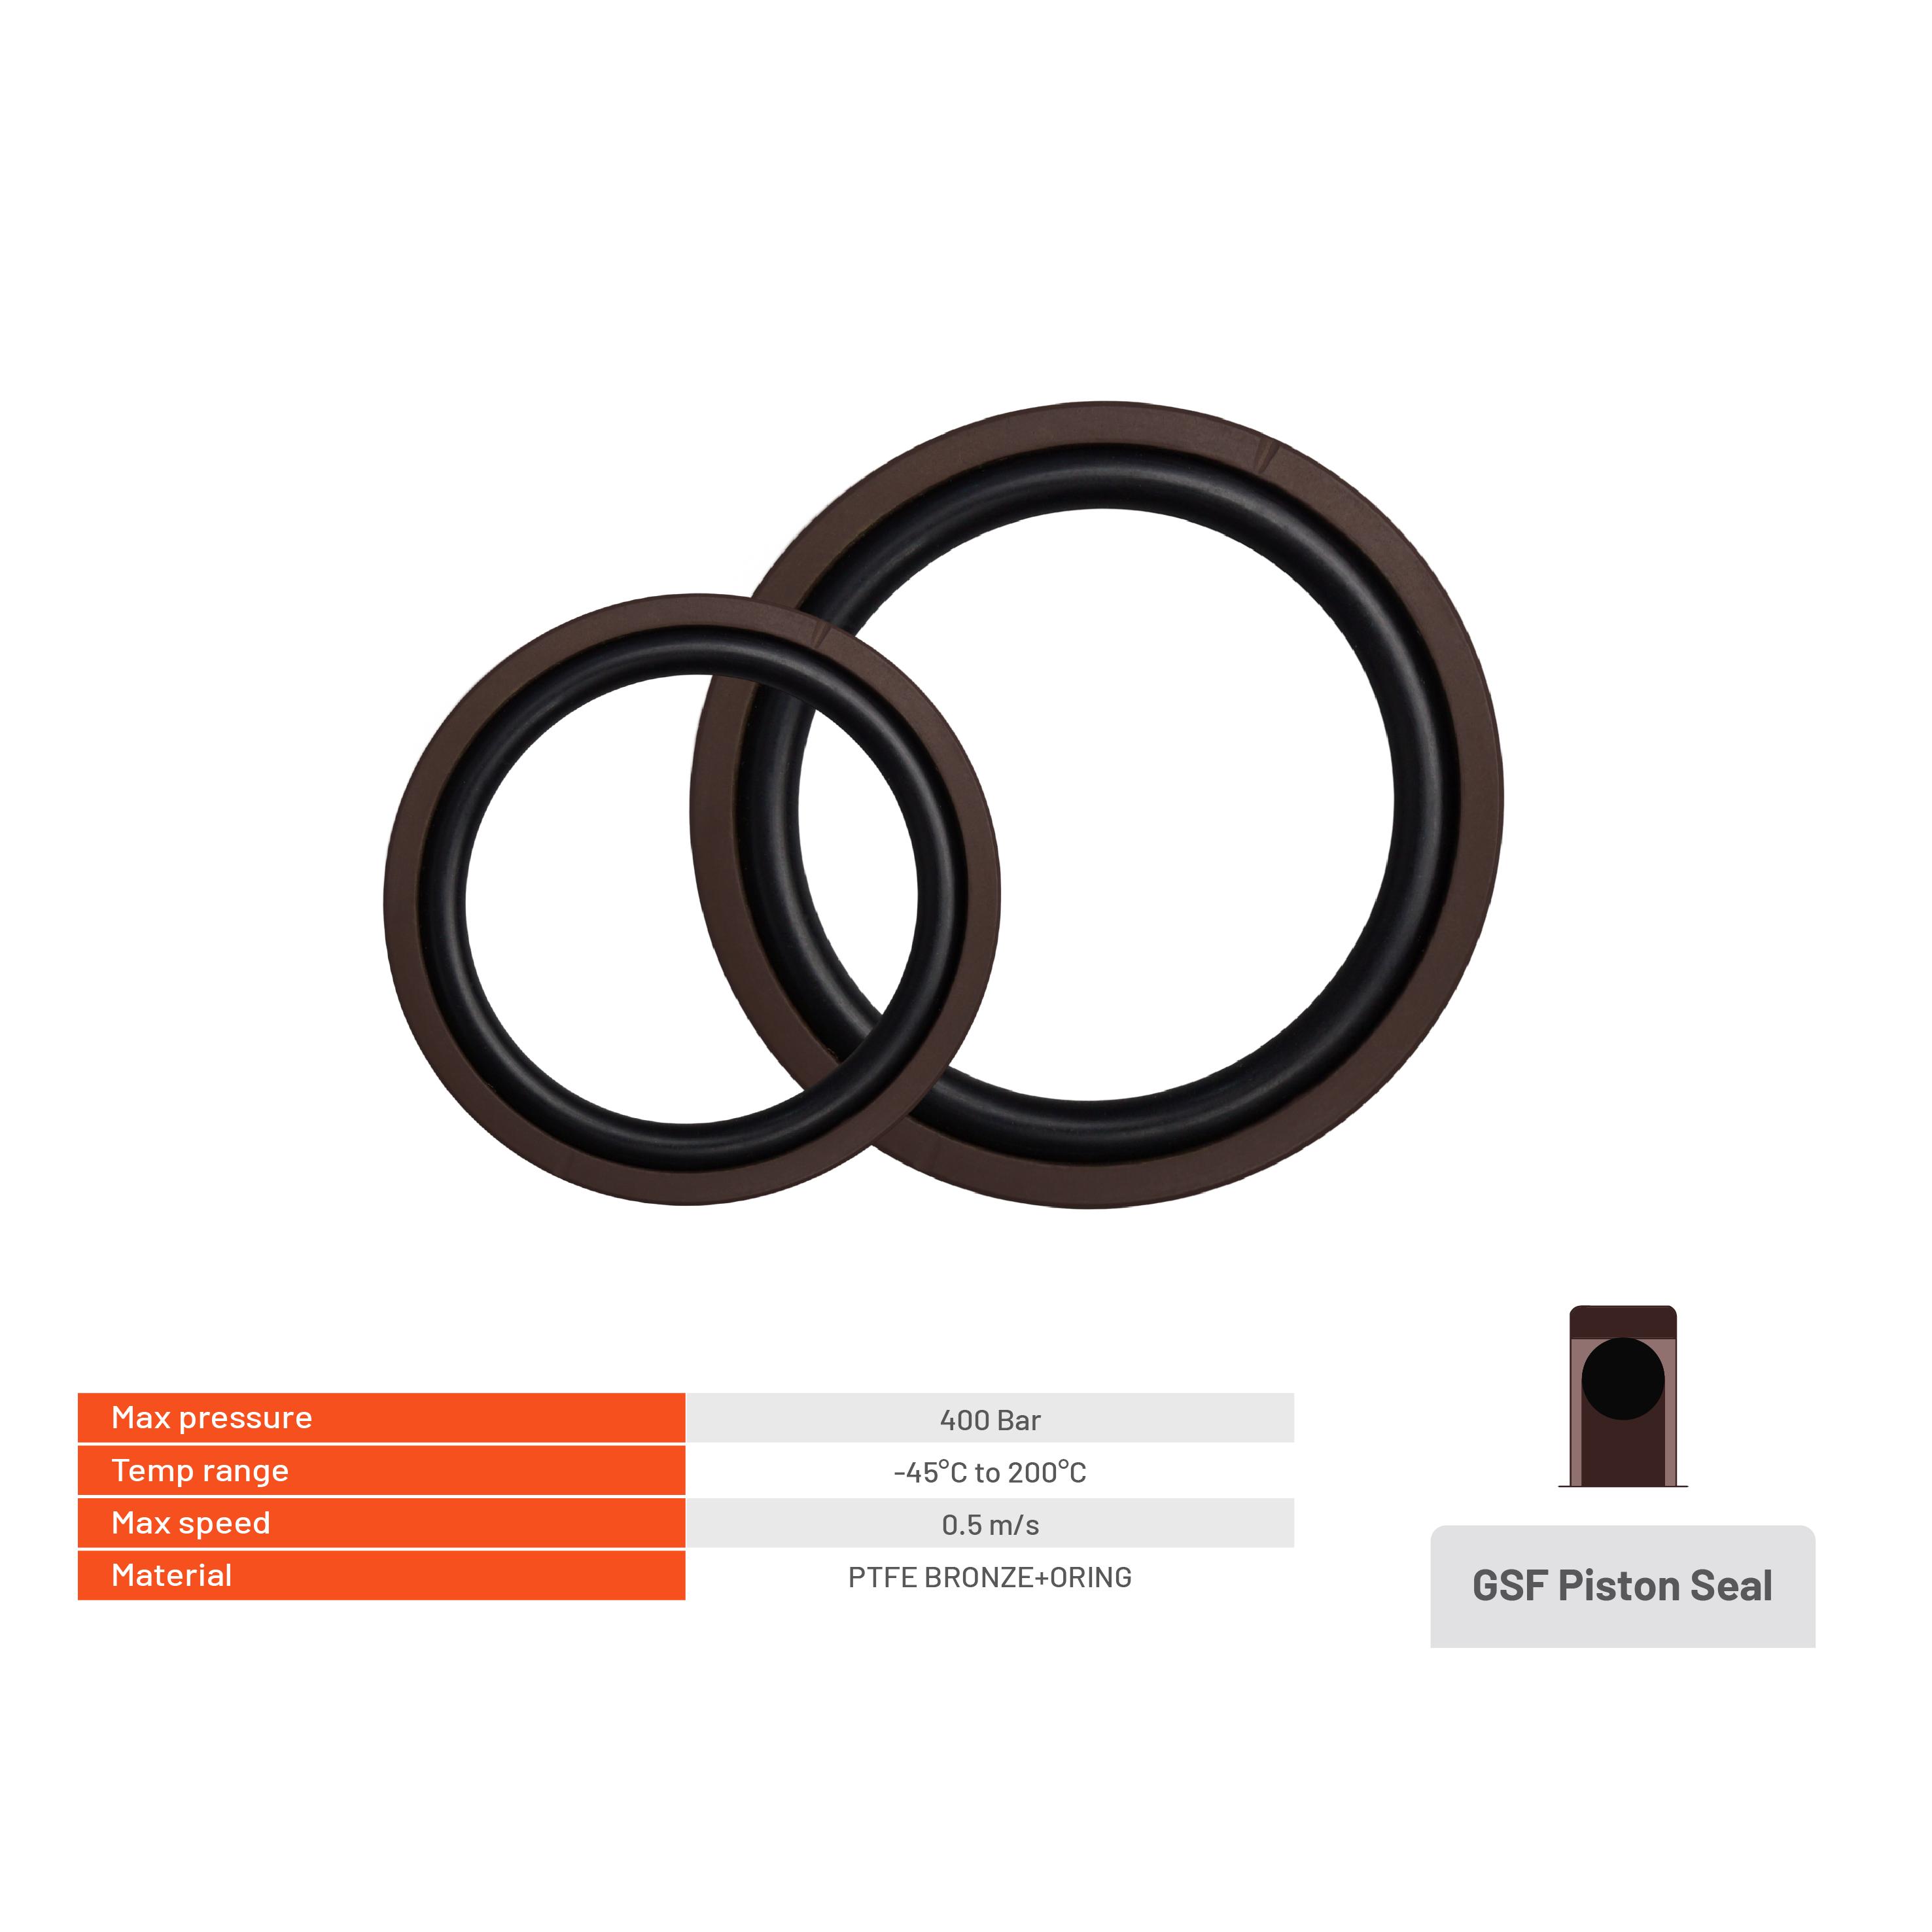 Max pressure 400 Bar
Temp range -45°C to 200°C
Max speed 0.5 m/s
Material PTFE BRONZE+ORING
GSF Piston Seal